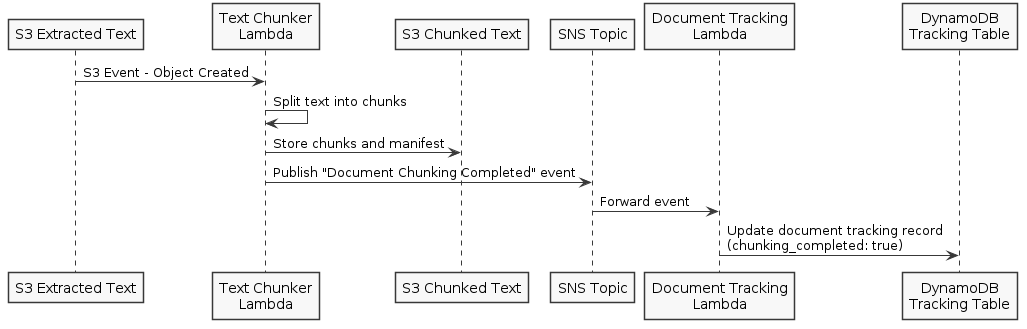 S3 Extracted Text
Text Chunker
Lambda
S3 Chunked Text
SNS Topic
Document Tracking
Lambda
DynamoDB
Tracking Table
S3 Event - Object Created
Split text into chunks
Store chunks and manifest
Publish "Document Chunking Completed" event
Forward event
Update document tracking record
(chunking_completed: true)
S3 Extracted Text
Text Chunker
Lambda
S3 Chunked Text
SNS Topic
Document Tracking
Lambda
DynamoDB
Tracking Table